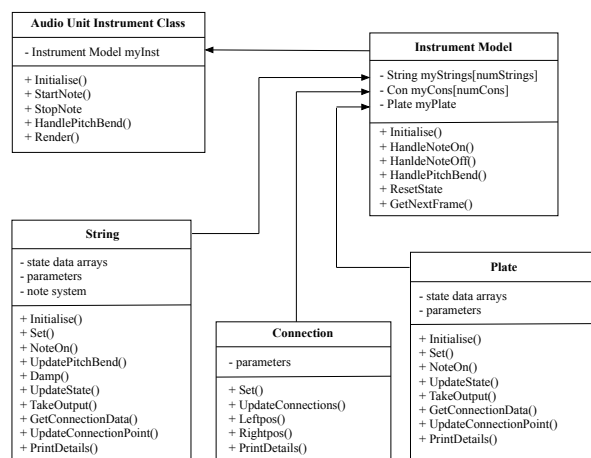 Audio Unit Instrument Class
- Instrument Model myInst
+ Initialise()
+ StartNote()
+ StopNote
+ HandlePitchBend()
+ Render()
Instrument Model
- String myStrings[numStrings]
- Con myCons[numCons]
- Plate myPlate
+ Initialise()
+ HandleNoteOn()
+ HanldeNoteOff()
+ HandlePitchBend()
+ ResetState
+ GetNextFrame()
String
- state data arrays
- parameters
- note system
+ Initialise()
+ Set()
+ NoteOn()
+ UpdatePitchBend()
+ Damp()
+ UpdateState()
+ TakeOutput()
+ GetConnectionData()
+ UpdateConnectionPoint()
+ PrintDetails()
Connection
- parameters
+ Set()
+ UpdateConnections()
+ Leftpos()
+ Rightpos()
+ PrintDetails()
Plate
- state data arrays
- parameters
+ Initialise()
+ Set()
+ NoteOn()
+ UpdateState()
+ TakeOutput()
+ GetConnectionData()
+ UpdateConnectionPoint()
+ PrintDetails()